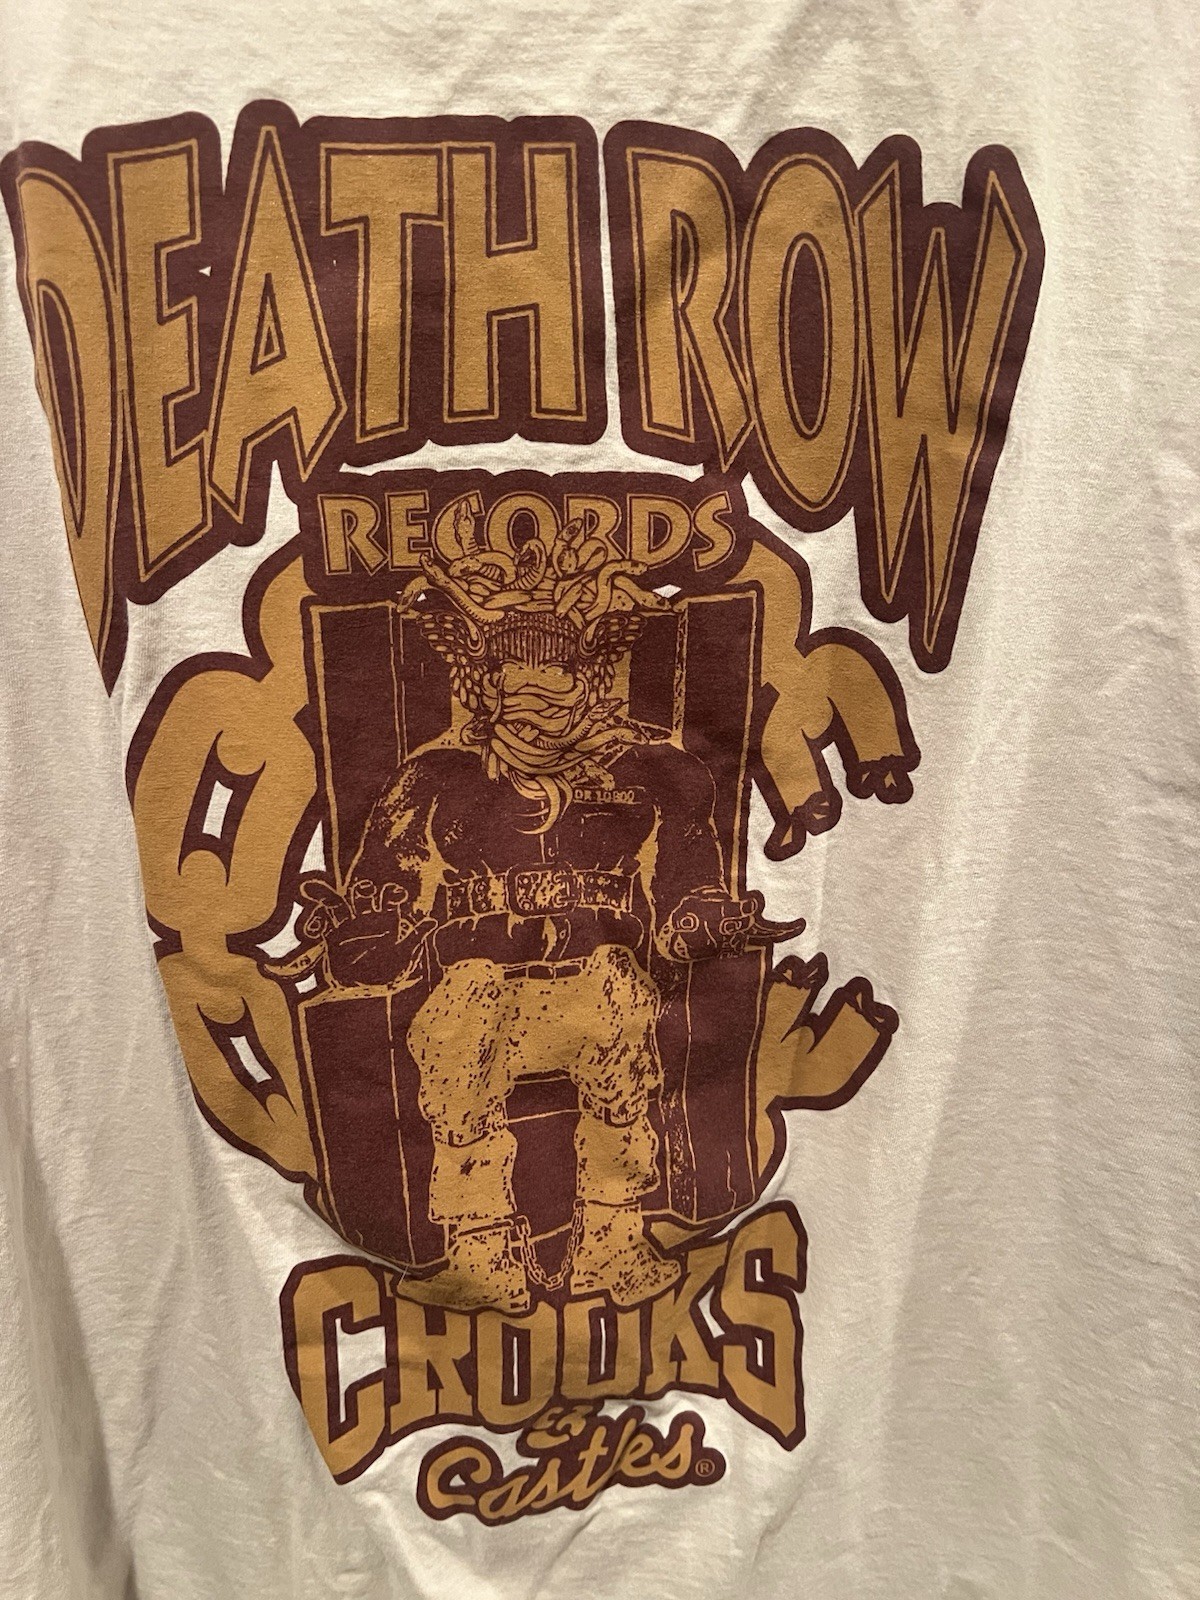 DEATH ROW
RECORDS
CROOKS
&
Castles®